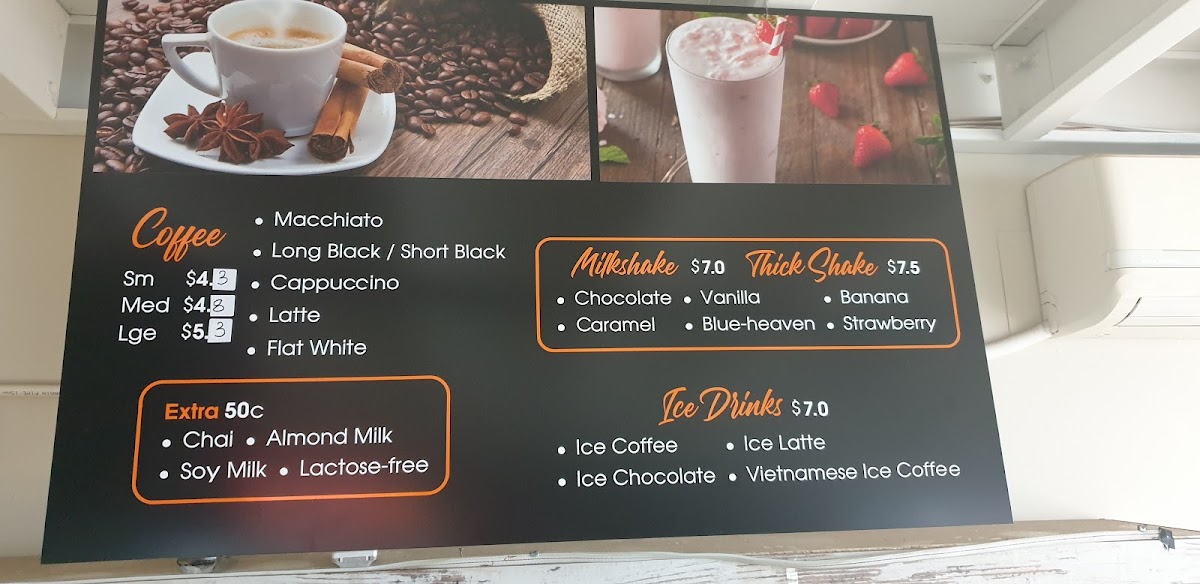 Coffee
Sm $4.3
Med $4.8
Lge $5.3
• Macchiato
• Long Black / Short Black
• Cappuccino
• Latte
• Flat White
Extra 50c
• Chai • Almond Milk
• Soy Milk • Lactose-free
Milkshake $7.0 Thick Shake $7.5
• Chocolate • Vanilla • Banana
• Caramel • Blue-heaven • Strawberry
Ice Drinks $7.0
• Ice Coffee • Ice Latte
• Ice Chocolate • Vietnamese Ice Coffee